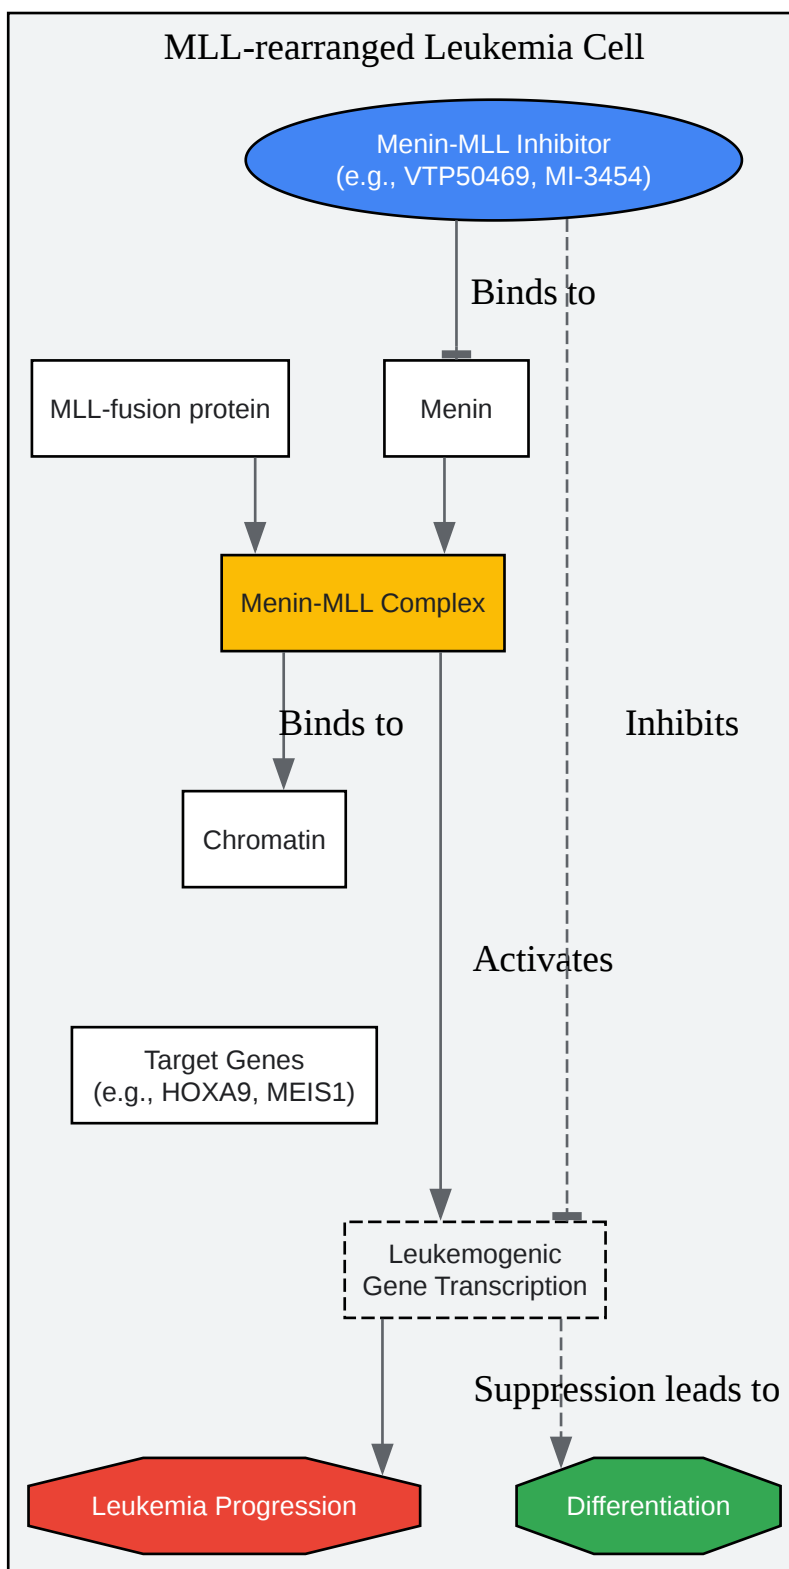 MLL-rearranged Leukemia Cell
Menin-MLL Inhibitor
(e.g., VTP50469, MI-3454)
Binds to
MLL-fusion protein
Menin
Menin-MLL Complex
Binds to
Inhibits
Chromatin
Activates
Target Genes
(e.g., HOXA9, MEIS1)
Leukemogenic
Gene Transcription
Suppression leads to
Leukemia Progression
Differentiation